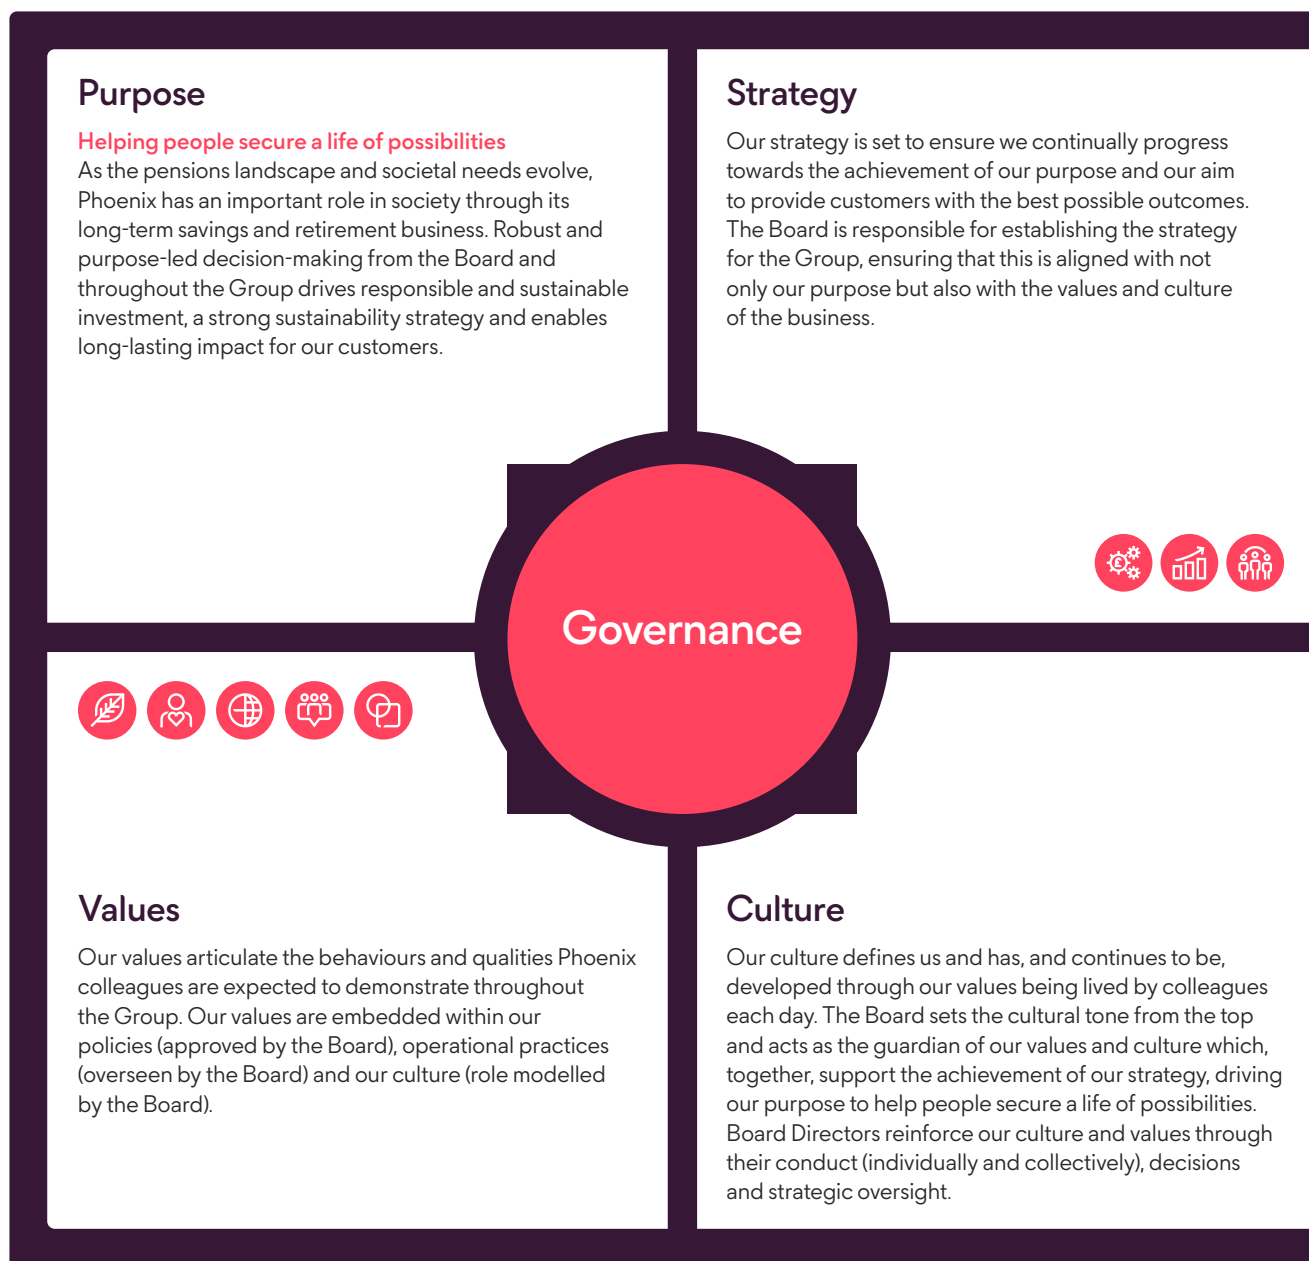 Purpose
Helping people secure a life of possibilities
As the pensions landscape and societal needs evolve,
Phoenix has an important role in society through its
long-term savings and retirement business. Robust and
purpose-led decision-making from the Board and
throughout the Group drives responsible and sustainable
investment, a strong sustainability strategy and enables
long-lasting impact for our customers.
Strategy
Our strategy is set to ensure we continually progress
towards the achievement of our purpose and our aim
to provide customers with the best possible outcomes.
The Board is responsible for establishing the strategy
for the Group, ensuring that this is aligned with not
only our purpose but also with the values and culture
of the business.
£
Governance
Values
Our values articulate the behaviours and qualities Phoenix
colleagues are expected to demonstrate throughout
the Group. Our values are embedded within our
policies (approved by the Board), operational practices
(overseen by the Board) and our culture (role modelled
by the Board).
Culture
Our culture defines us and has, and continues to be,
developed through our values being lived by colleagues
each day. The Board sets the cultural tone from the top
and acts as the guardian of our values and culture which,
together, support the achievement of our strategy, driving
our purpose to help people secure a life of possibilities.
Board Directors reinforce our culture and values through
their conduct (individually and collectively), decisions
and strategic oversight.